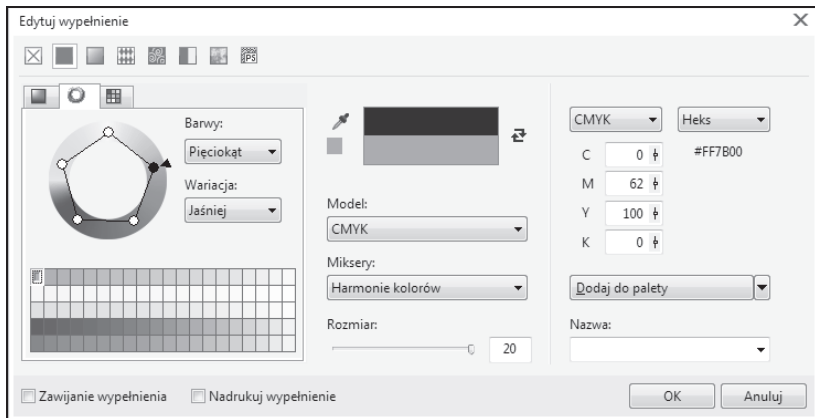 Edytuj wypełnienie
PS
Barwy:
Pięciokąt
Wariacja:
Jaśniej
Model:
CMYK
Miksery:
Harmonie kolorów
Rozmiar:
20
CMYK
Heks
C 0
#FF7B00
M 62
Y 100
K 0
Dodaj do palety
Nazwa:
Zawijanie wypełnienia
Nadrukuj wypełnienie
OK
Anuluj